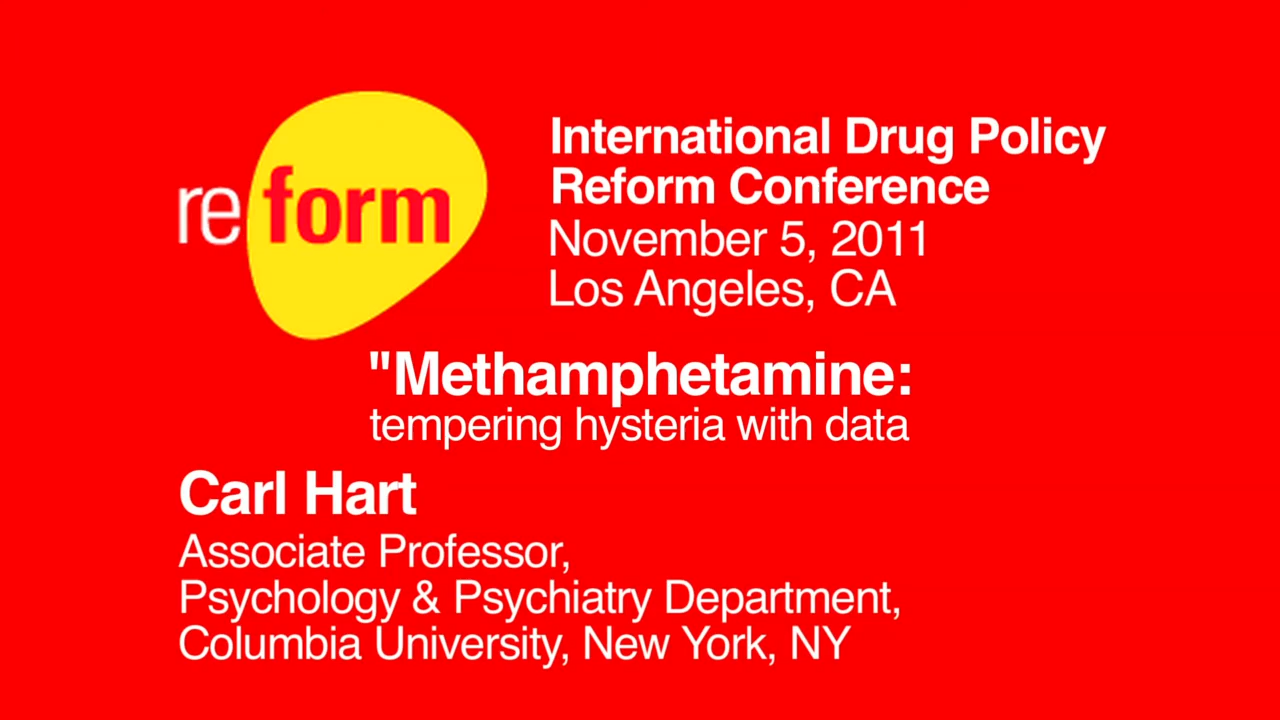 reform
International Drug Policy
Reform Conference
November 5, 2011
Los Angeles, CA
"Methamphetamine:
tempering hysteria with data
Carl Hart
Associate Professor,
Psychology & Psychiatry Department,
Columbia University, New York, NY